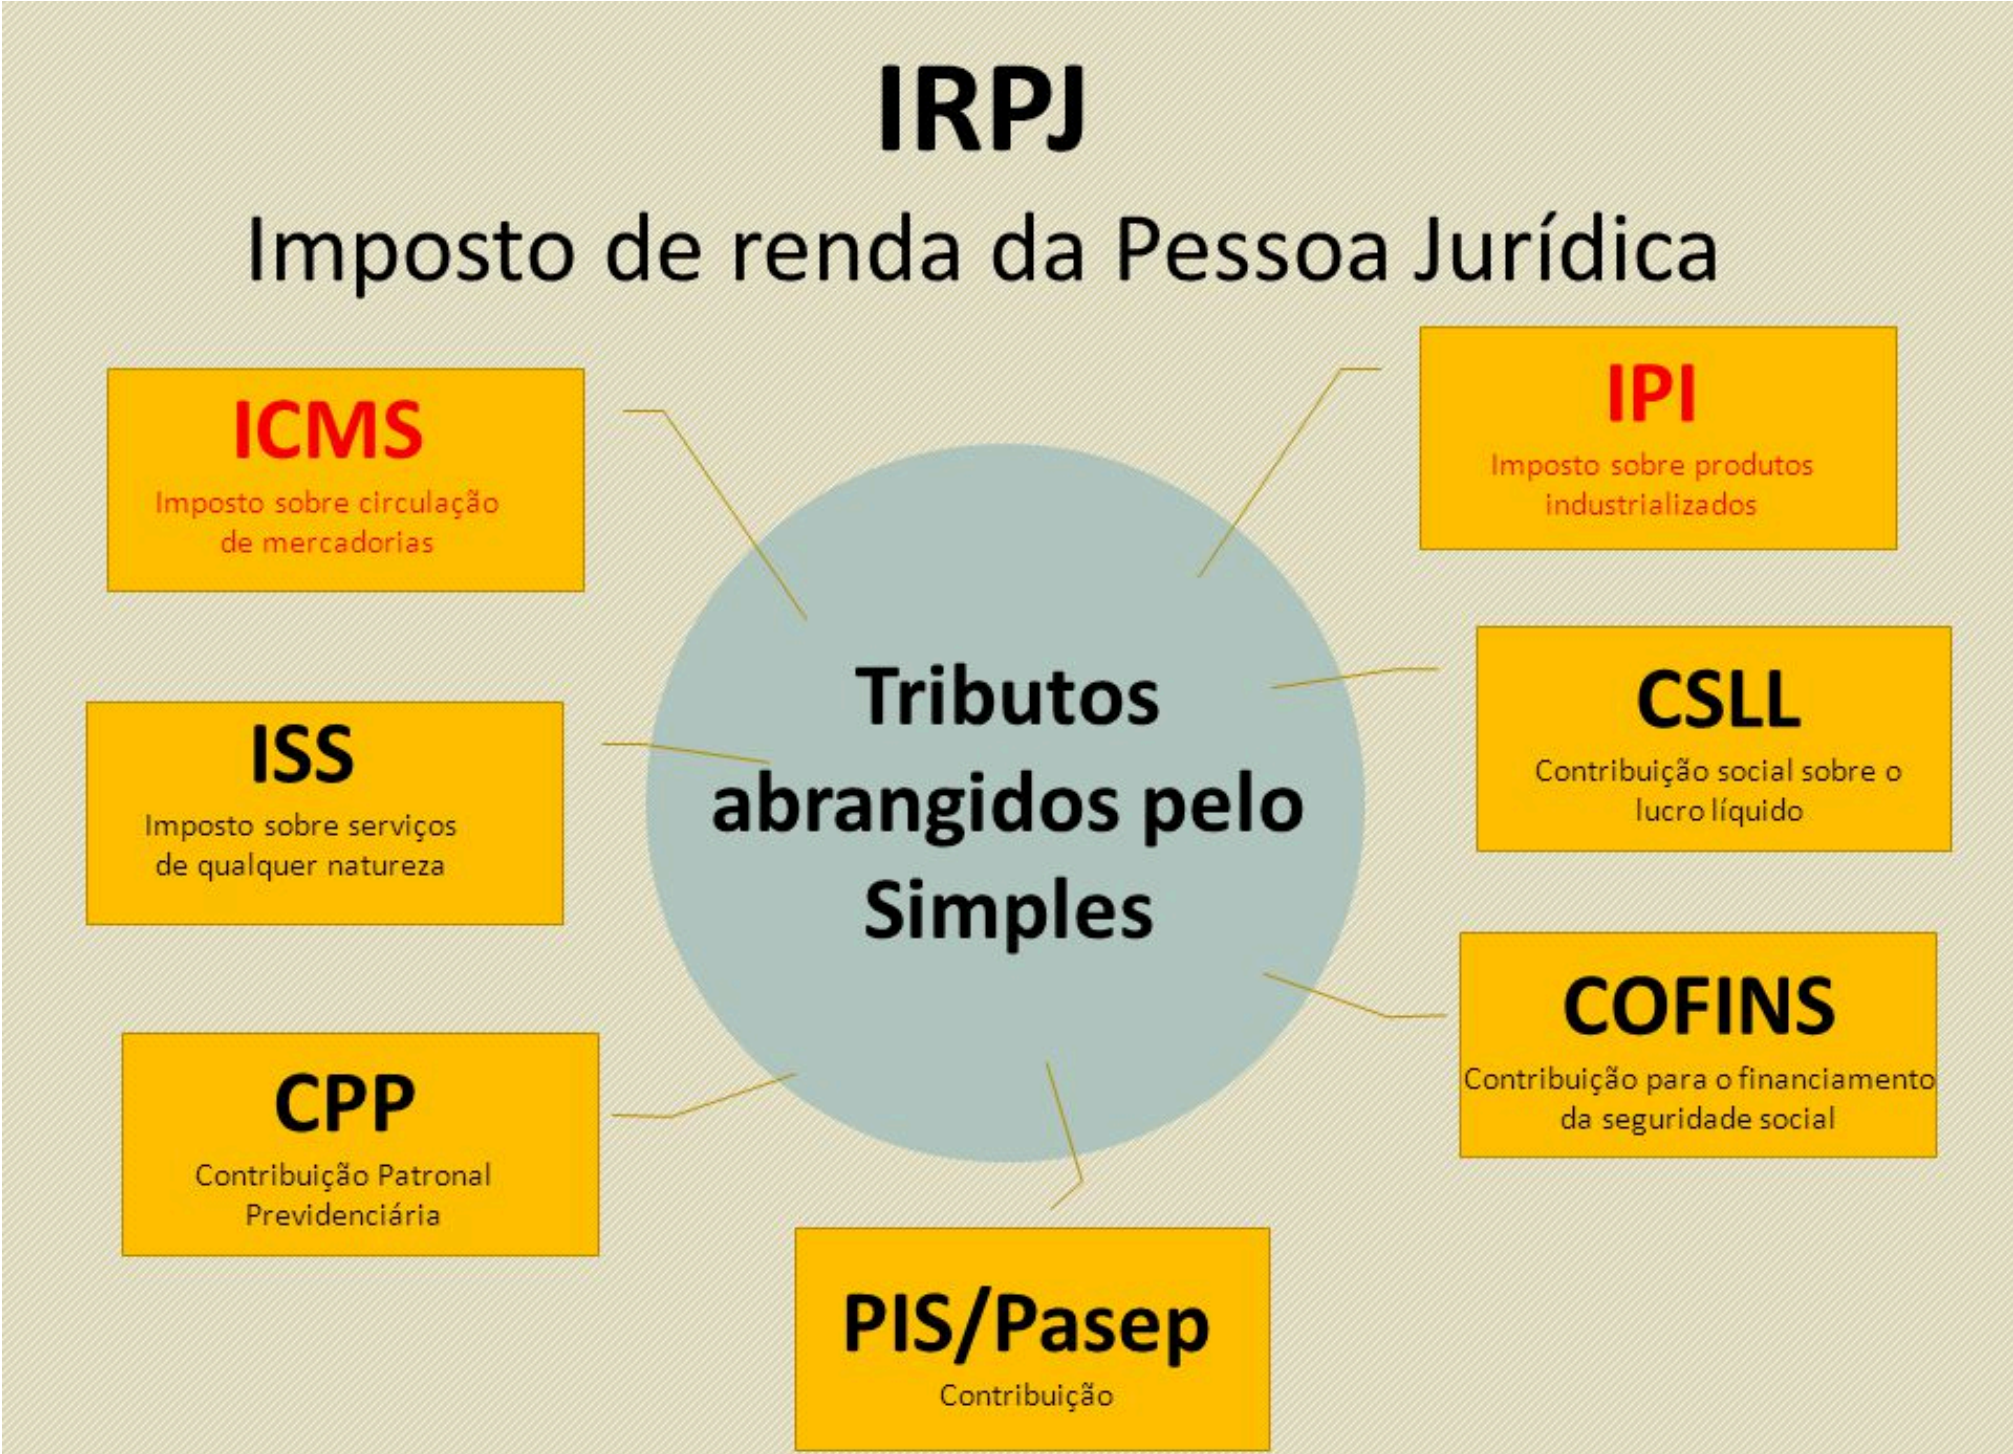 IRPJ
Imposto de renda da Pessoa Jurídica
ICMS
Imposto sobre circulação
de mercadorias
IPI
Imposto sobre produtos
industrializados
ISS
Imposto sobre serviços
de qualquer natureza
Tributos
abrangidos pelo
Simples
CSLL
Contribuição social sobre o
lucro líquido
CPP
Contribuição Patronal
Previdenciária
COFINS
Contribuição para o financiamento
da seguridade social
PIS/Pasep
Contribuição